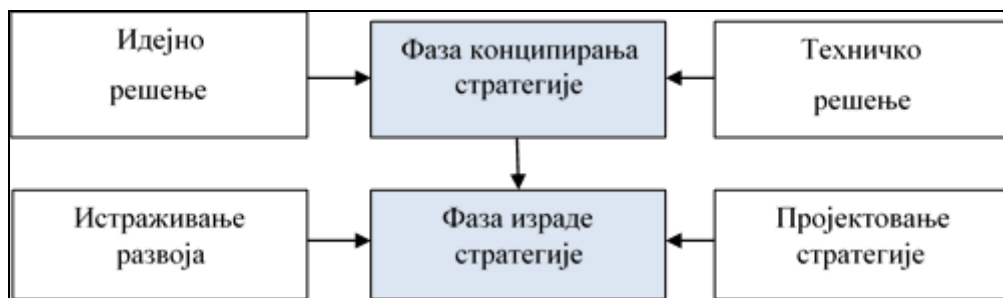 Идејно
решење
Фаза конципирања
стратегије
Техничко
решење
Истраживање
развоја
Фаза израде
стратегије
Пројектовање
стратегије